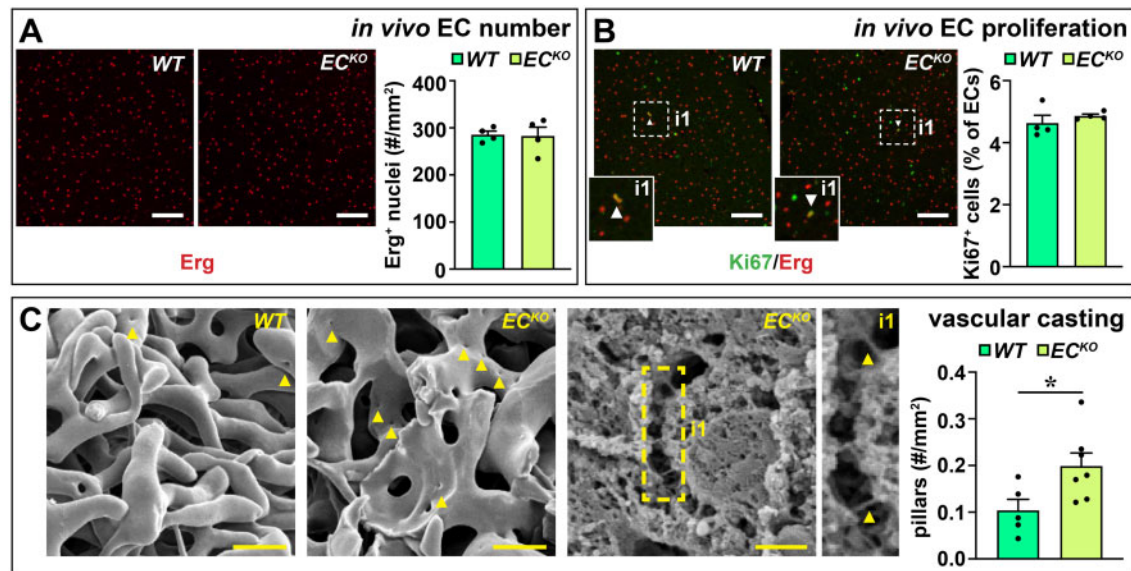 A
in vivo EC number
WT
EC^KO
WT EC^KO
Erg⁺ nuclei (#/mm²)
400
300
200
100
0
Erg
B
in vivo EC proliferation
WT
EC^KO
i1
i1
i1
i1
WT EC^KO
Ki67⁺ cells (% of ECs)
6
4
2
0
Ki67/Erg
C
WT
EC^KO
EC^KO
i1
i1
vascular casting
WT EC^KO
*
pillars (#/mm²)
0.4
0.3
0.2
0.1
0.0